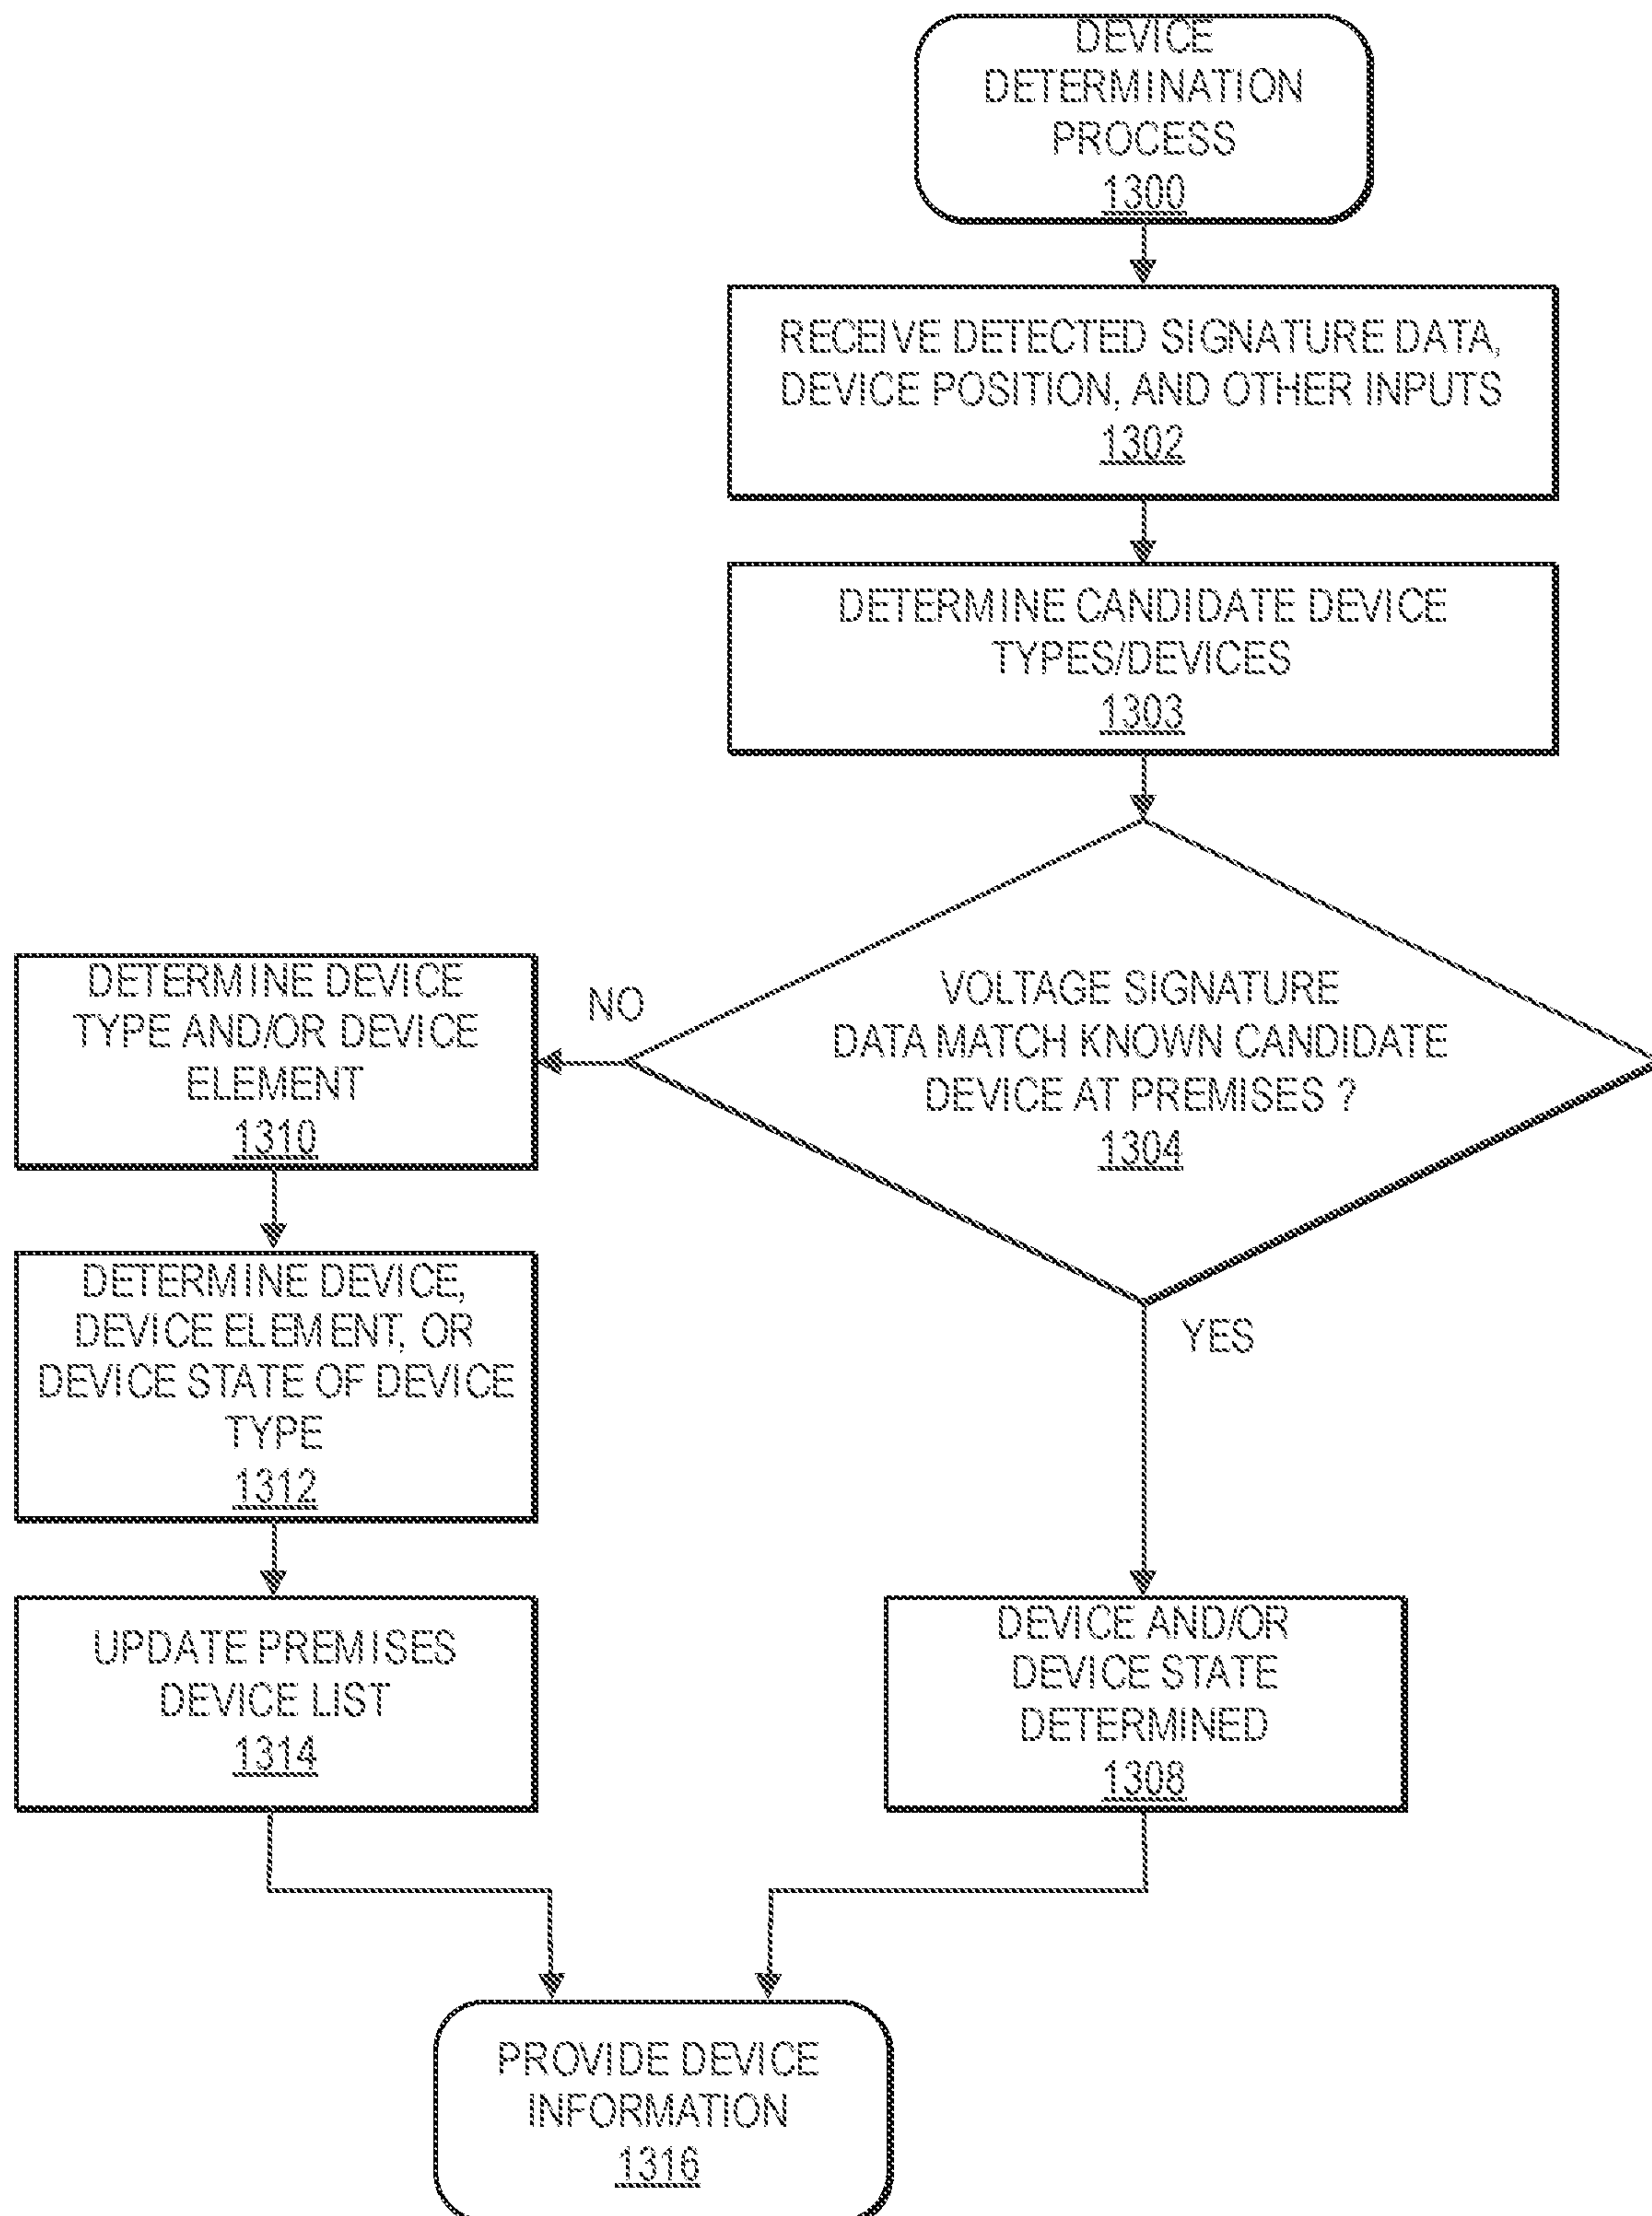 DEVICE
DETERMINATION
PROCESS
1300
RECEIVE DETECTED SIGNATURE DATA,
DEVICE POSITION, AND OTHER INPUTS
1302
DETERMINE CANDIDATE DEVICE
TYPES/DEVICES
1303
VOLTAGE SIGNATURE
DATA MATCH KNOWN CANDIDATE
DEVICE AT PREMISES ?
1304
NO
DETERMINE DEVICE
TYPE AND/OR DEVICE
ELEMENT
1310
DETERMINE DEVICE,
DEVICE ELEMENT, OR
DEVICE STATE OF DEVICE
TYPE
1312
UPDATE PREMISES
DEVICE LIST
1314
YES
DEVICE AND/OR
DEVICE STATE
DETERMINED
1308
PROVIDE DEVICE
INFORMATION
1316